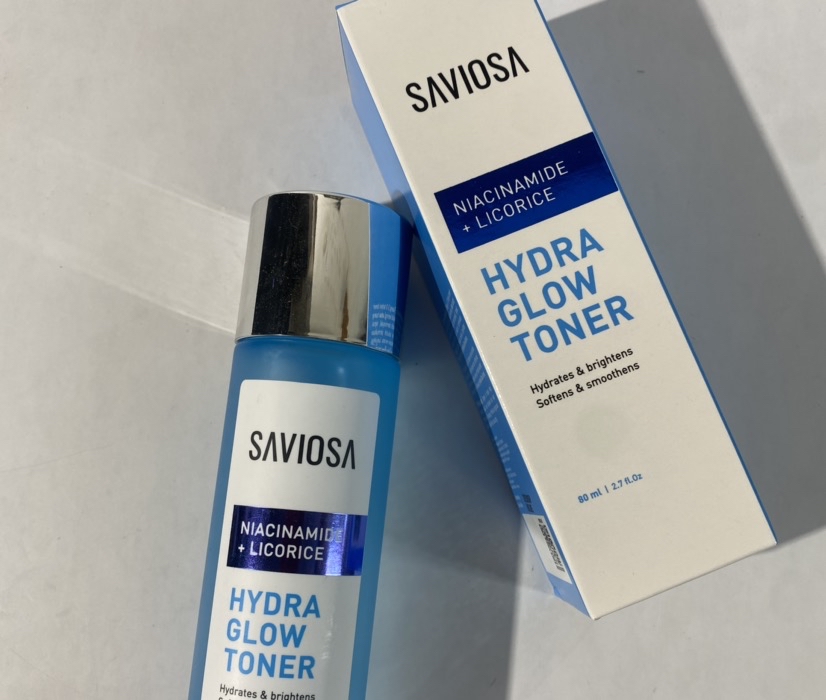 SAVIOSA
NIACINAMIDE
+ LICORICE
HYDRA
GLOW
TONER
Hydrates & brightens
Softens & smoothens
80 ml | 2.7 fl.Oz
SAVIOSA
NIACINAMIDE
+ LICORICE
HYDRA
GLOW
TONER
Hydrates & brightens